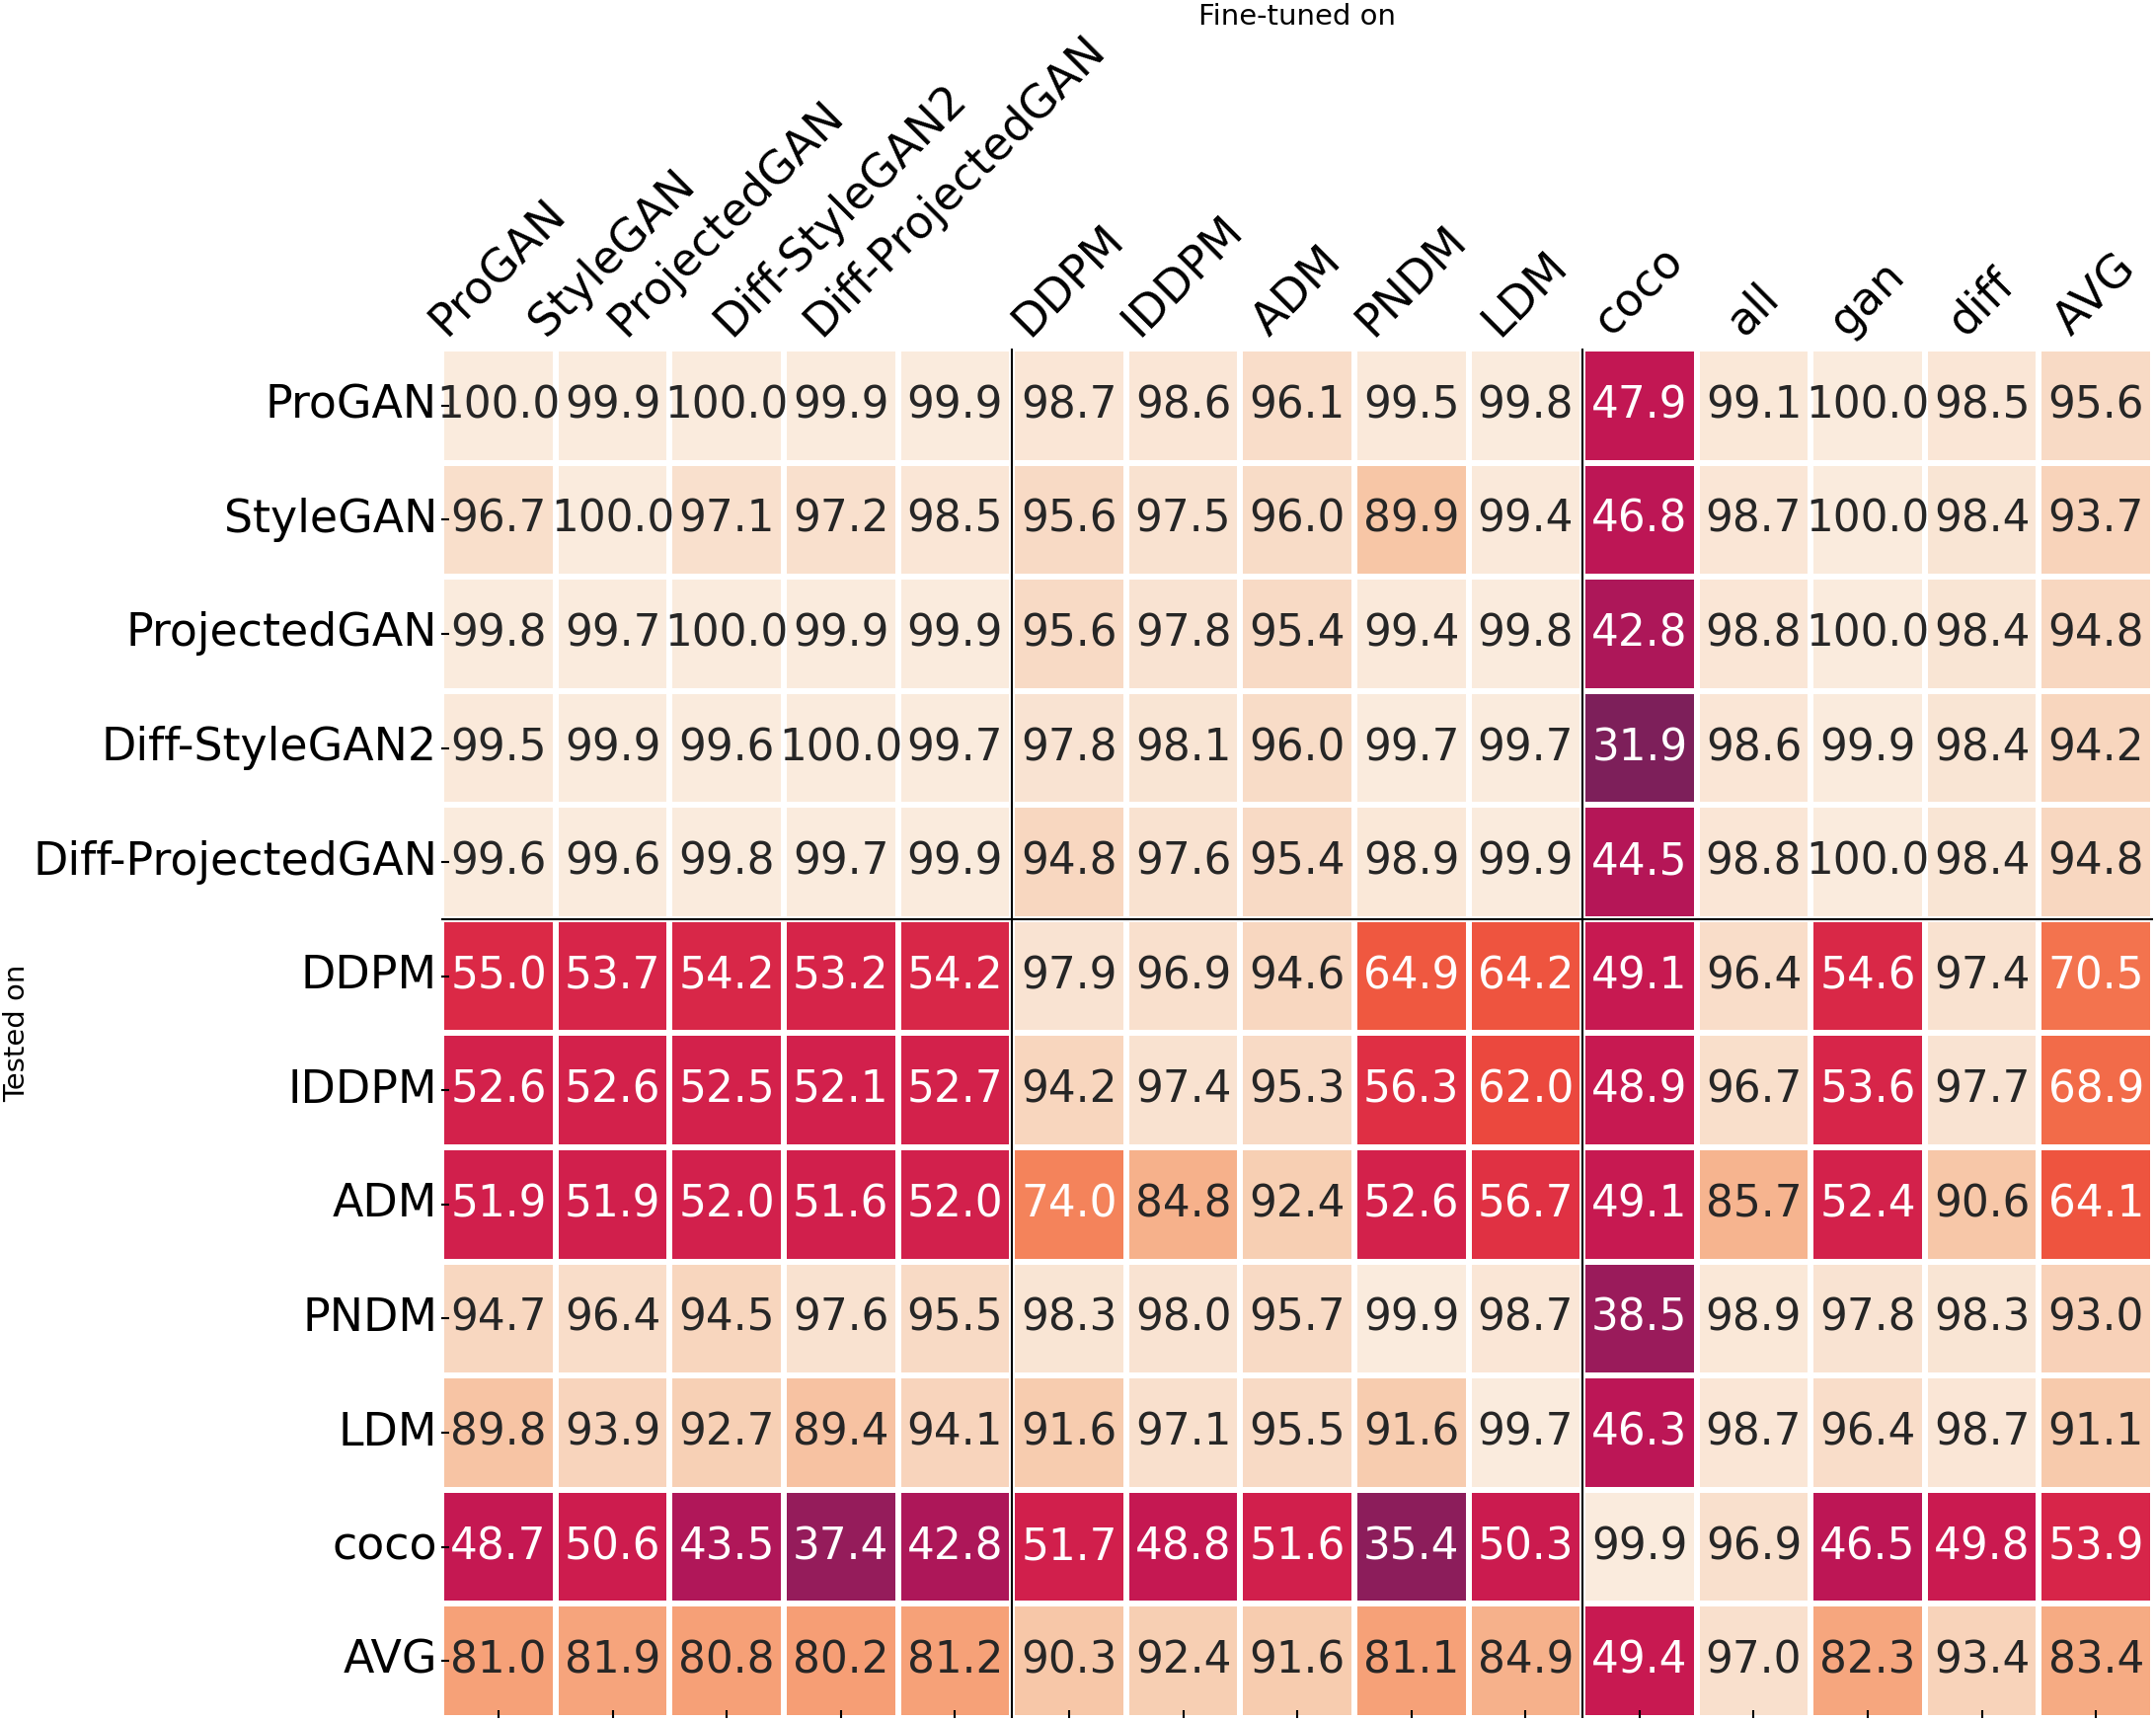 Fine-tuned on
ProGAN StyleGAN ProjectedGAN Diff-StyleGAN2 Diff-ProjectedGAN DDPM IDDPM ADM PNDM LDM coco all gan diff AVG
Tested on
ProGAN 100.0 99.9 100.0 99.9 99.9 98.7 98.6 96.1 99.5 99.8 47.9 99.1 100.0 98.5 95.6
StyleGAN 96.7 100.0 97.1 97.2 98.5 95.6 97.5 96.0 89.9 99.4 46.8 98.7 100.0 98.4 93.7
ProjectedGAN 99.8 99.7 100.0 99.9 99.9 95.6 97.8 95.4 99.4 99.8 42.8 98.8 100.0 98.4 94.8
Diff-StyleGAN2 99.5 99.9 99.6 100.0 99.7 97.8 98.1 96.0 99.7 99.7 31.9 98.6 99.9 98.4 94.2
Diff-ProjectedGAN 99.6 99.6 99.8 99.7 99.9 94.8 97.6 95.4 98.9 99.9 44.5 98.8 100.0 98.4 94.8
DDPM 55.0 53.7 54.2 53.2 54.2 97.9 96.9 94.6 64.9 64.2 49.1 96.4 54.6 97.4 70.5
IDDPM 52.6 52.6 52.5 52.1 52.7 94.2 97.4 95.3 56.3 62.0 48.9 96.7 53.6 97.7 68.9
ADM 51.9 51.9 52.0 51.6 52.0 74.0 84.8 92.4 52.6 56.7 49.1 85.7 52.4 90.6 64.1
PNDM 94.7 96.4 94.5 97.6 95.5 98.3 98.0 95.7 99.9 98.7 38.5 98.9 97.8 98.3 93.0
LDM 89.8 93.9 92.7 89.4 94.1 91.6 97.1 95.5 91.6 99.7 46.3 98.7 96.4 98.7 91.1
coco 48.7 50.6 43.5 37.4 42.8 51.7 48.8 51.6 35.4 50.3 99.9 96.9 46.5 49.8 53.9
AVG 81.0 81.9 80.8 80.2 81.2 90.3 92.4 91.6 81.1 84.9 49.4 97.0 82.3 93.4 83.4